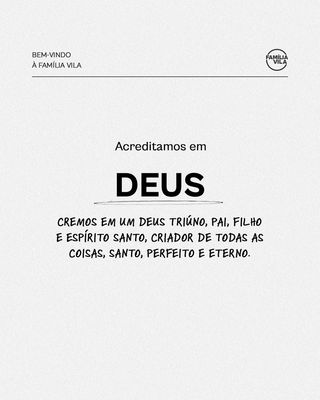 BEM-VINDO
À FAMÍLIA VILA
FAMÍLIA
VILA
Acreditamos em
DEUS
CREMOS EM UM DEUS TRIÚNO, PAI, FILHO
E ESPÍRITO SANTO, CRIADOR DE TODAS AS
COISAS, SANTO, PERFEITO E ETERNO.